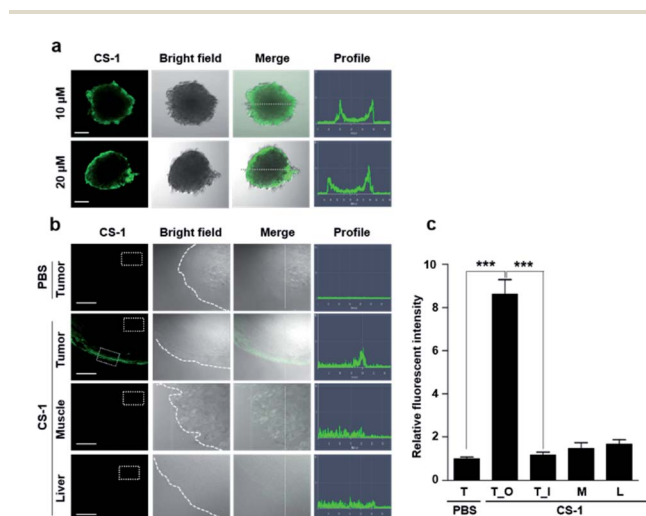 a
CS-1 Bright field Merge Profile
10 μM
20 μM
b
CS-1 Bright field Merge Profile
PBS
Tumor
CS-1
Tumor
Muscle
Liver
c
Relative fluorescent intensity
10
8
6
4
2
0
*** ***
T T_O T_I M L
PBS CS-1